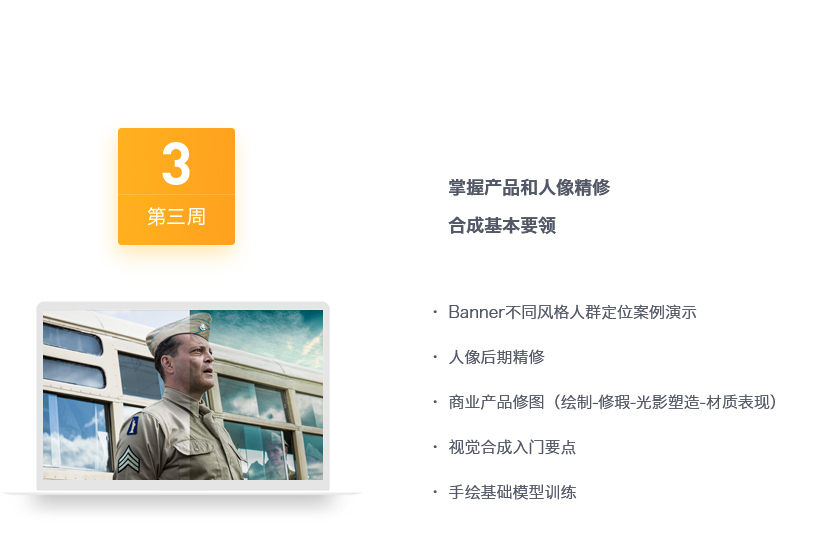 3
第三周
掌握产品和人像精修
合成基本要领
· Banner不同风格人群定位案例演示
· 人像后期精修
· 商业产品修图（绘制-修瑕-光影塑造-材质表现）
· 视觉合成入门要点
· 手绘基础模型训练